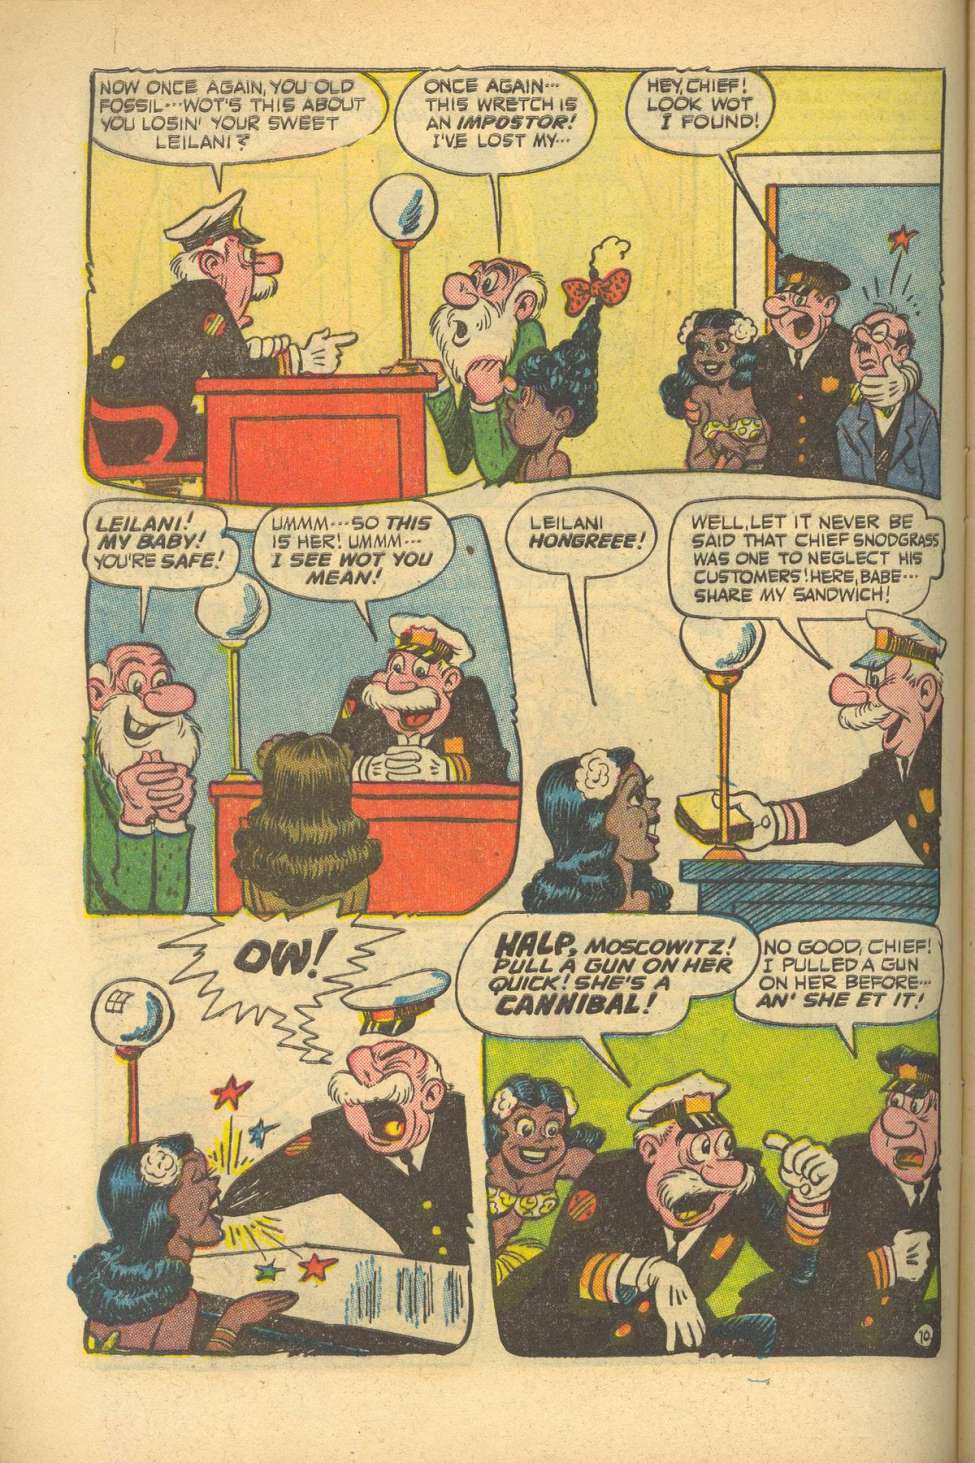 NOW ONCE AGAIN, YOU OLD
FOSSIL... WOT'S THIS ABOUT
YOU LOSIN' YOUR SWEET
LEILANI?
ONCE AGAIN...
THIS WRETCH IS
AN IMPOSTOR!
I'VE LOST MY...
HEY, CHIEF!
LOOK WOT
I FOUND!
LEILANI!
MY BABY!
YOU'RE SAFE!
UMMM...SO THIS
IS HER! UMMM...
I SEE WOT YOU
MEAN!
LEILANI
HONGREEE!
WELL, LET IT NEVER BE
SAID THAT CHIEF SNODGRASS
WAS ONE TO NEGLECT HIS
CUSTOMERS! HERE, BABE...
SHARE MY SANDWICH!
OW!
HALP, MOSCOWITZ!
PULL A GUN ON HER
QUICK! SHE'S A
CANNIBAL!
NO GOOD, CHIEF!
I PULLED A GUN
ON HER BEFORE...
AN' SHE ET IT!
10